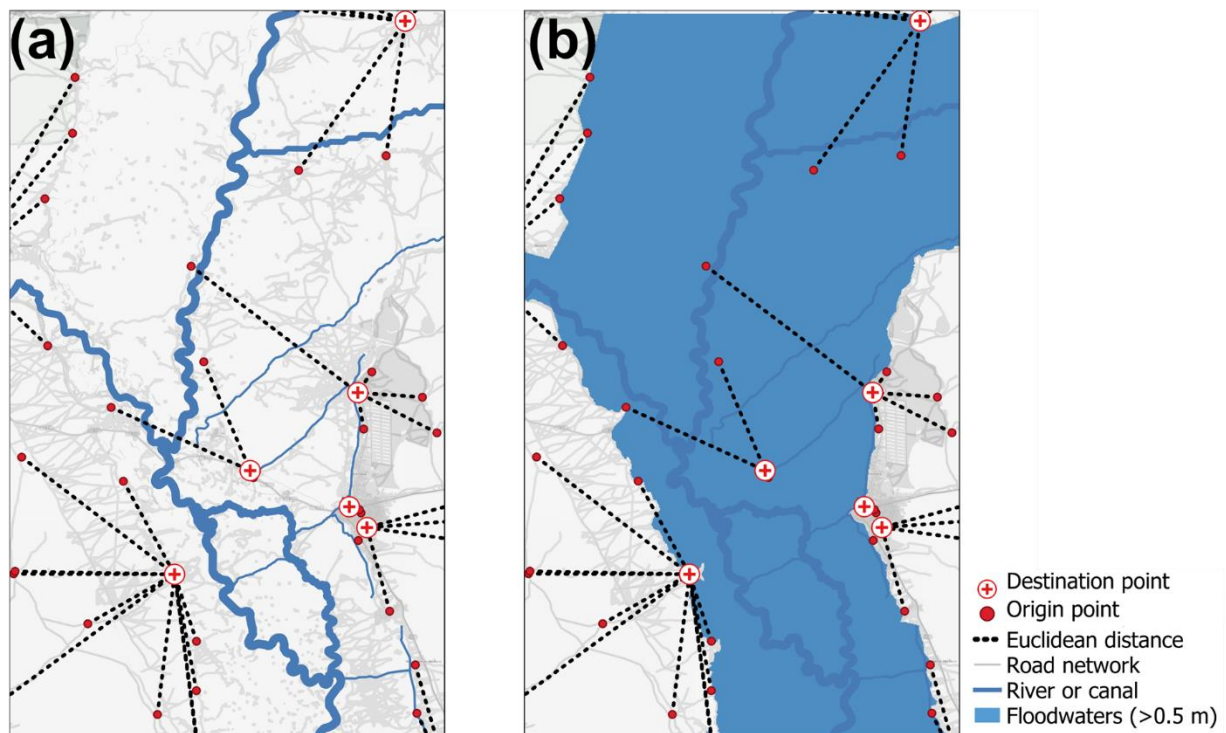 (a)
(b)
Destination point
Origin point
Euclidean distance
Road network
River or canal
Floodwaters (>0.5 m)